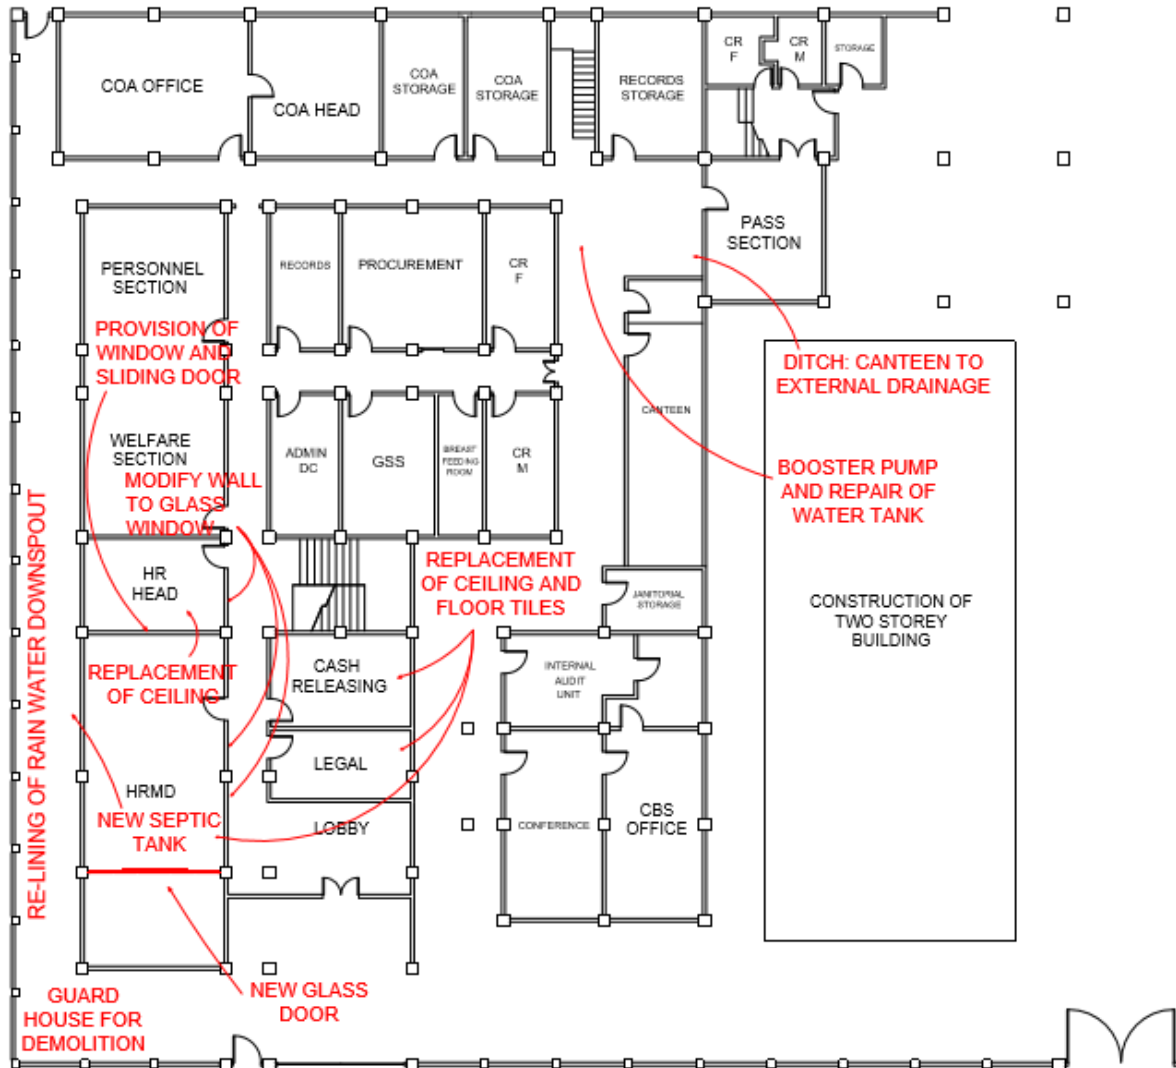 COA OFFICE
COA HEAD
COA
STORAGE
COA
STORAGE
RECORDS
STORAGE
CR
F
CR
M
STORAGE
PASS
SECTION
PERSONNEL
SECTION
RECORDS
PROCUREMENT
CR
F
PROVISION OF
WINDOW AND
SLIDING DOOR
DITCH: CANTEEN TO
EXTERNAL DRAINAGE
CANTEEN
WELFARE
SECTION
ADMIN
DC
GSS
BREAST
FEEDING
ROOM
CR
M
MODIFY WALL
TO GLASS
WINDOW
BOOSTER PUMP
AND REPAIR OF
WATER TANK
RE-LINING OF RAIN WATER DOWNSPOUT
HR
HEAD
REPLACEMENT
OF CEILING AND
FLOOR TILES
JANITORIAL
STORAGE
CONSTRUCTION OF
TWO STOREY
BUILDING
REPLACEMENT
OF CEILING
CASH
RELEASING
INTERNAL
AUDIT
UNIT
LEGAL
HRMD
NEW SEPTIC
TANK
LOBBY
CONFERENCE
CBS
OFFICE
NEW GLASS
DOOR
GUARD
HOUSE FOR
DEMOLITION